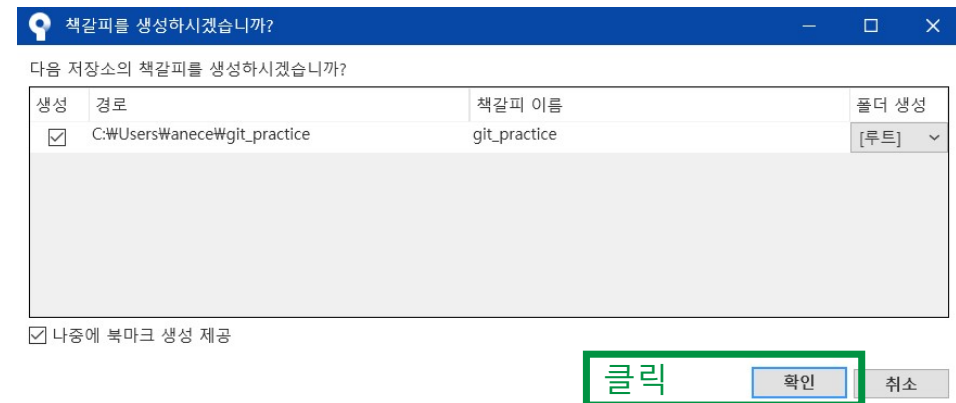 책갈피를 생성하시겠습니까?
다음 저장소의 책갈피를 생성하시겠습니까?
생성 경로 책갈피 이름 폴더 생성
C:₩Users₩anece₩git_practice git_practice [루트]
나중에 북마크 생성 제공
클릭 확인 취소